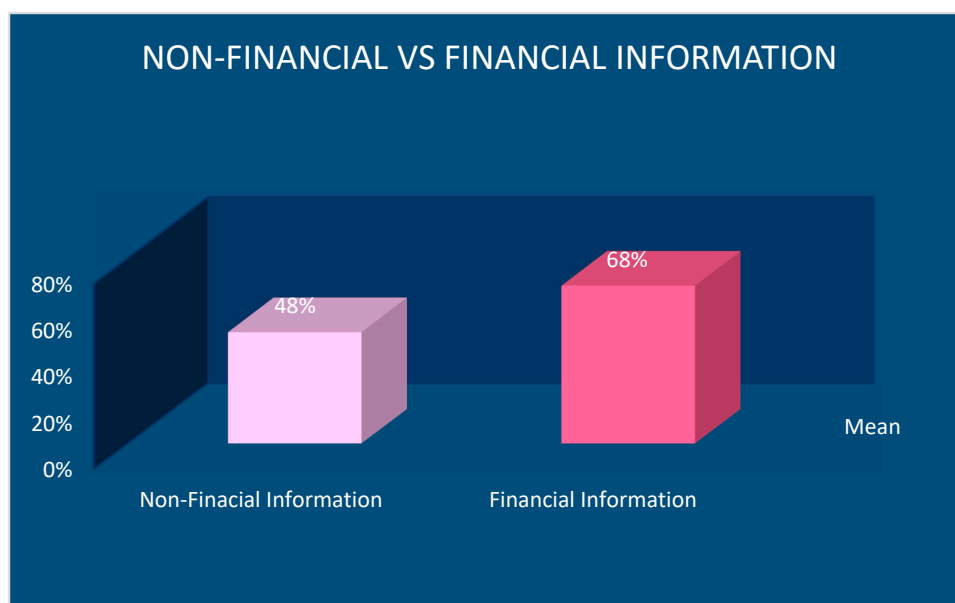 NON-FINANCIAL VS FINANCIAL INFORMATION
68%
48%
80%
60%
40%
20%
0%
Mean
Non-Finacial Information
Financial Information